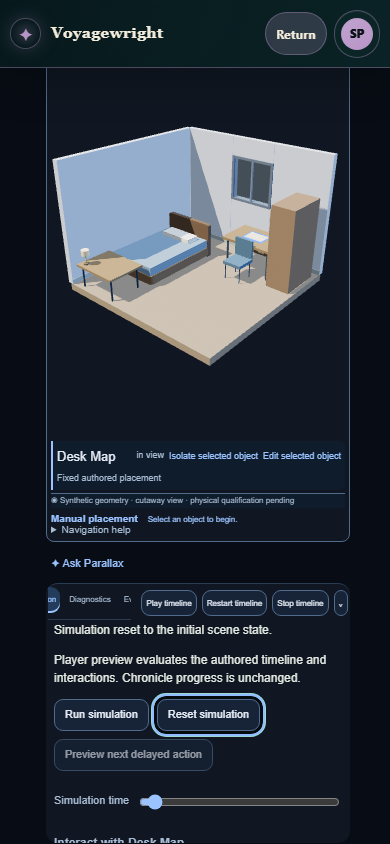 Voyagewright
Return
SP
Desk Map
in view
Isolate selected object
Edit selected object
Fixed authored placement
Synthetic geometry · cutaway view · physical qualification pending
Manual placement
Select an object to begin.
Navigation help
Ask Parallax
on
Diagnostics
Ev
Play timeline
Restart timeline
Stop timeline
Simulation reset to the initial scene state.
Player preview evaluates the authored timeline and
interactions. Chronicle progress is unchanged.
Run simulation
Reset simulation
Preview next delayed action
Simulation time
Interact with Desk Map